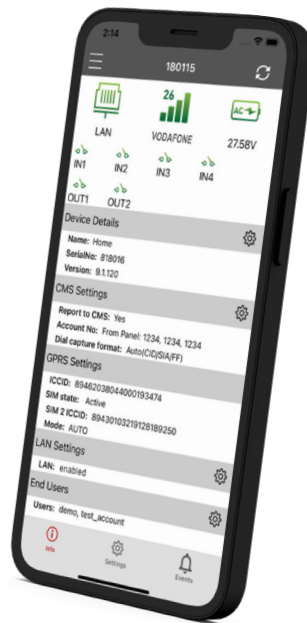 2:14
180115
26
AC
LAN
VODAFONE
27.58V
IN1 IN2 IN3 IN4
OUT1 OUT2
Device Details
Name: Home
SerialNo: 818016
Version: 9.1.120
CMS Settings
Report to CMS: Yes
Account No: From Panel: 1234, 1234, 1234
Dial capture format: Auto(CID/SIA/FF)
GPRS Settings
ICCID: 89462038044000193474
SIM state: Active
SIM 2 ICCID: 89430103219128189250
Mode: AUTO
LAN Settings
LAN: enabled
End Users
Users: demo, test_account
Info Settings Events